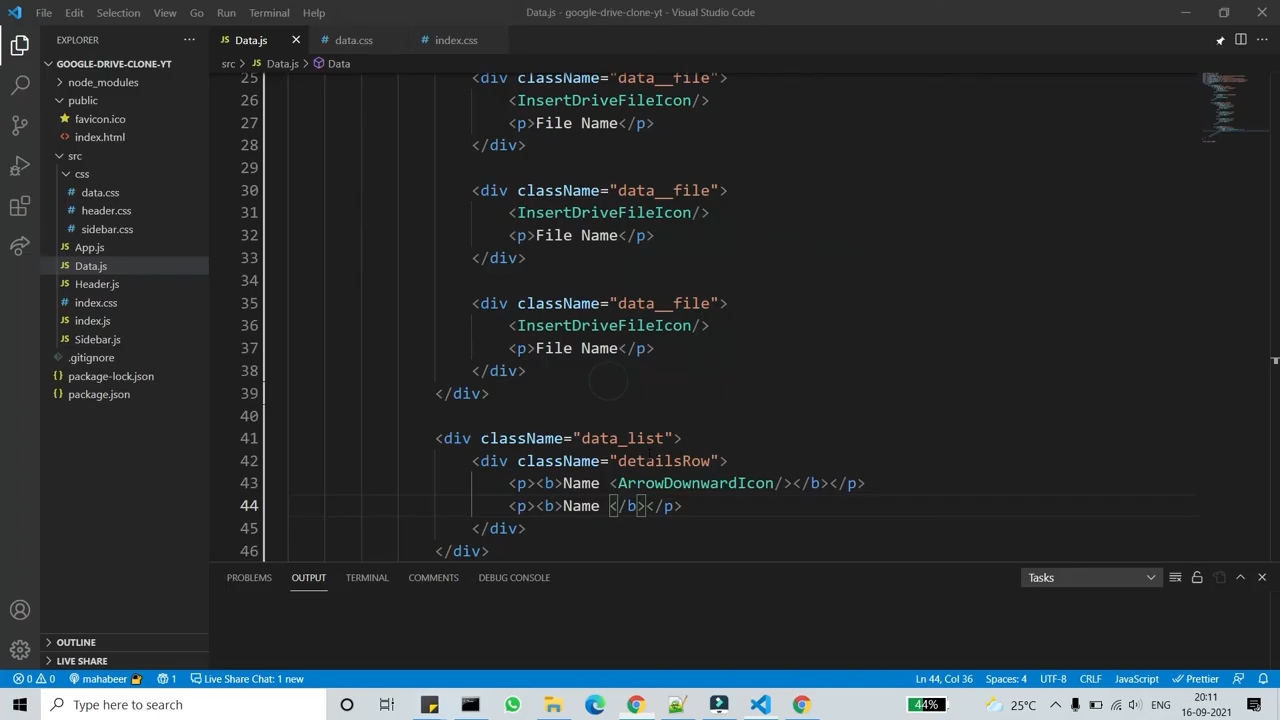 File Edit Selection View Go Run Terminal Help
Data.js - google-drive-clone-yt - Visual Studio Code
EXPLORER
Data.js
data.css
index.css
GOOGLE-DRIVE-CLONE-YT
src > Data.js > Data
node_modules
public
favicon.ico
index.html
src
css
data.css
header.css
sidebar.css
App.js
Data.js
Header.js
index.css
index.js
Sidebar.js
.gitignore
package-lock.json
package.json
OUTLINE
LIVE SHARE
25 <div className="data__file">
26 <InsertDriveFileIcon/>
27 <p>File Name</p>
28 </div>
29
30 <div className="data__file">
31 <InsertDriveFileIcon/>
32 <p>File Name</p>
33 </div>
34
35 <div className="data__file">
36 <InsertDriveFileIcon/>
37 <p>File Name</p>
38 </div>
39 </div>
40
41 <div className="data_list">
42 <div className="detailsRow">
43 <p><b>Name <ArrowDownwardIcon/></b></p>
44 <p><b>Name </b></p>
45 </div>
46 </div>
PROBLEMS OUTPUT TERMINAL COMMENTS DEBUG CONSOLE
Tasks
0 0 mahabeer 1 Live Share Chat: 1 new
Ln 44, Col 36 Spaces: 4 UTF-8 CRLF JavaScript Prettier
Type here to search
44%
25°C
20:11
16-09-2021